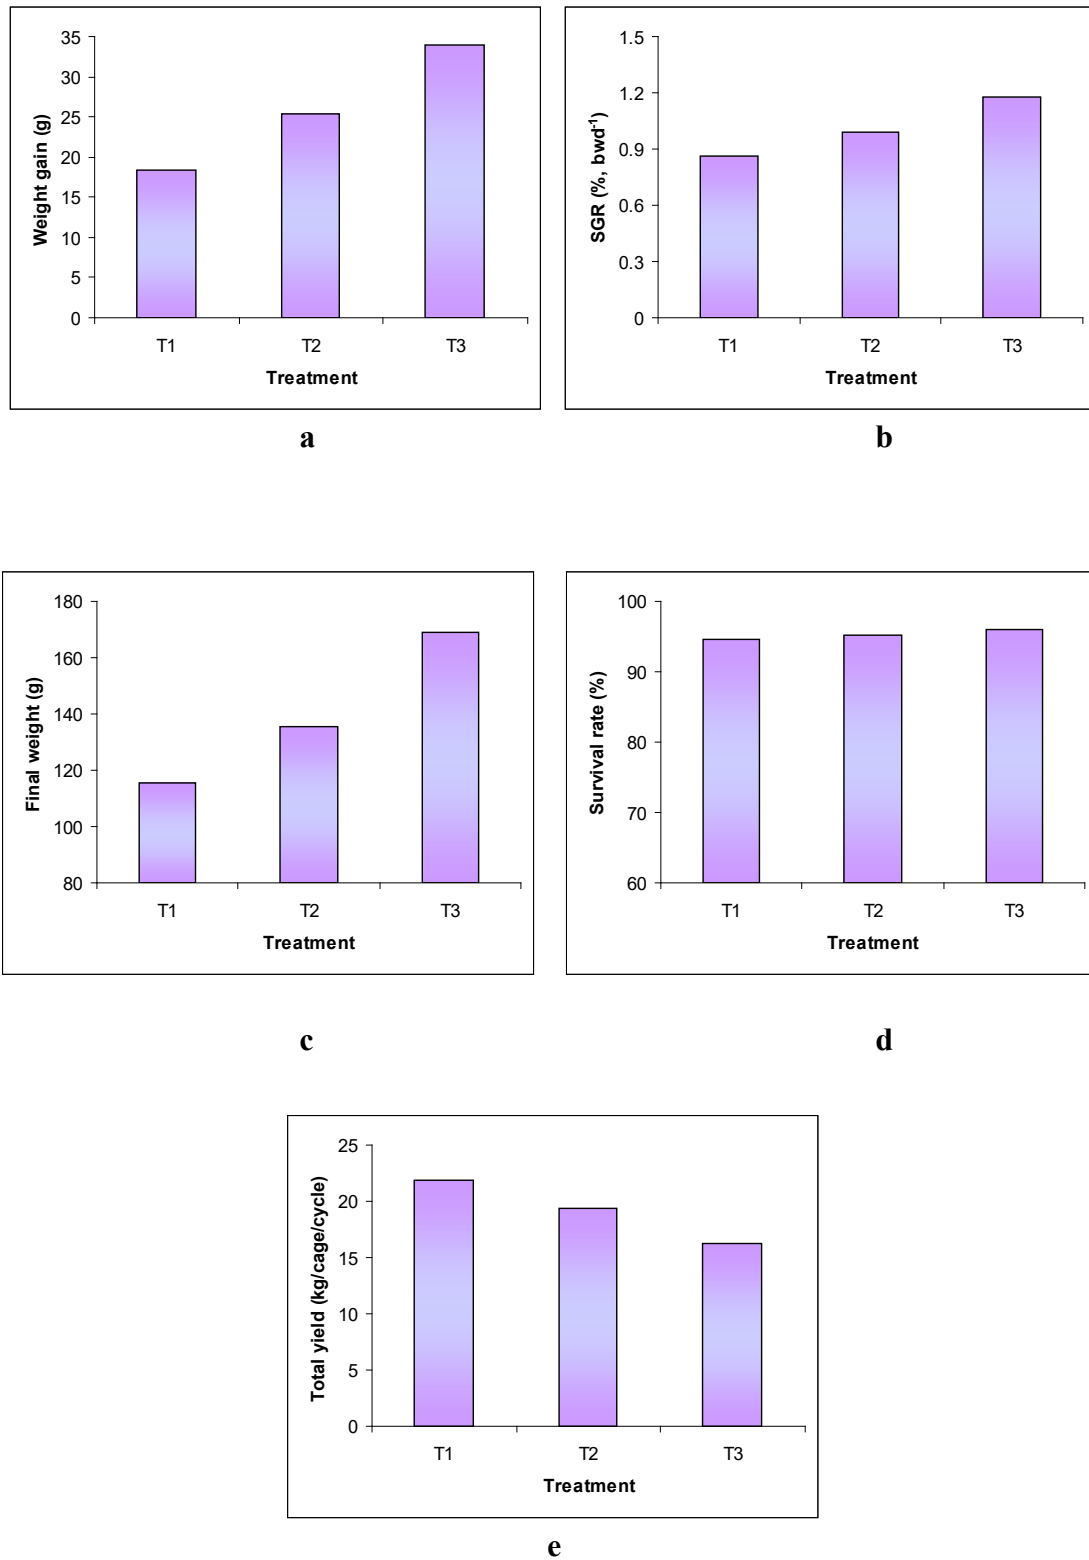 35
30
25
20
15
10
5
0
Weight gain (g)
T1 T2 T3
Treatment
a
1.5
1.2
0.9
0.6
0.3
0
SGR (%, bwd-1)
T1 T2 T3
Treatment
b
180
160
140
120
100
80
Final weight (g)
T1 T2 T3
Treatment
c
100
90
80
70
60
Survival rate (%)
T1 T2 T3
Treatment
d
25
20
15
10
5
0
Total yield (kg/cage/cycle)
T1 T2 T3
Treatment
e